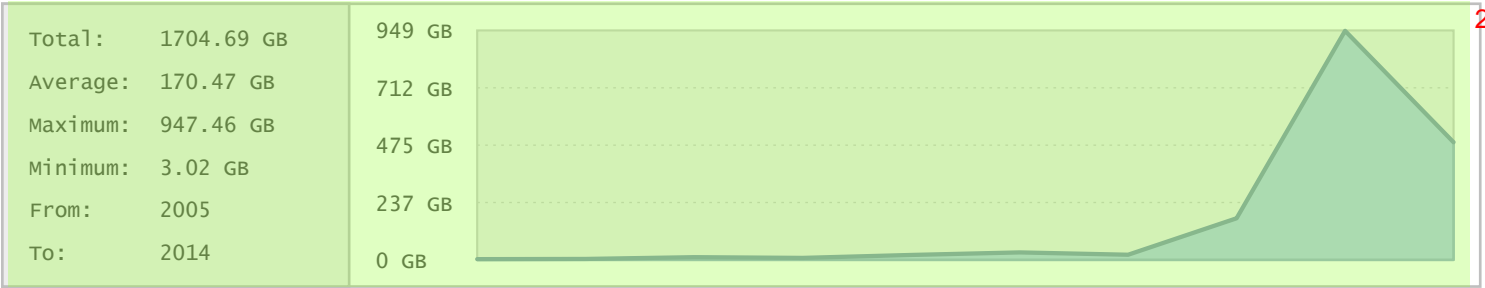 Total: 1704.69 GB
Average: 170.47 GB
Maximum: 947.46 GB
Minimum: 3.02 GB
From: 2005
To: 2014
949 GB
712 GB
475 GB
237 GB
0 GB
2